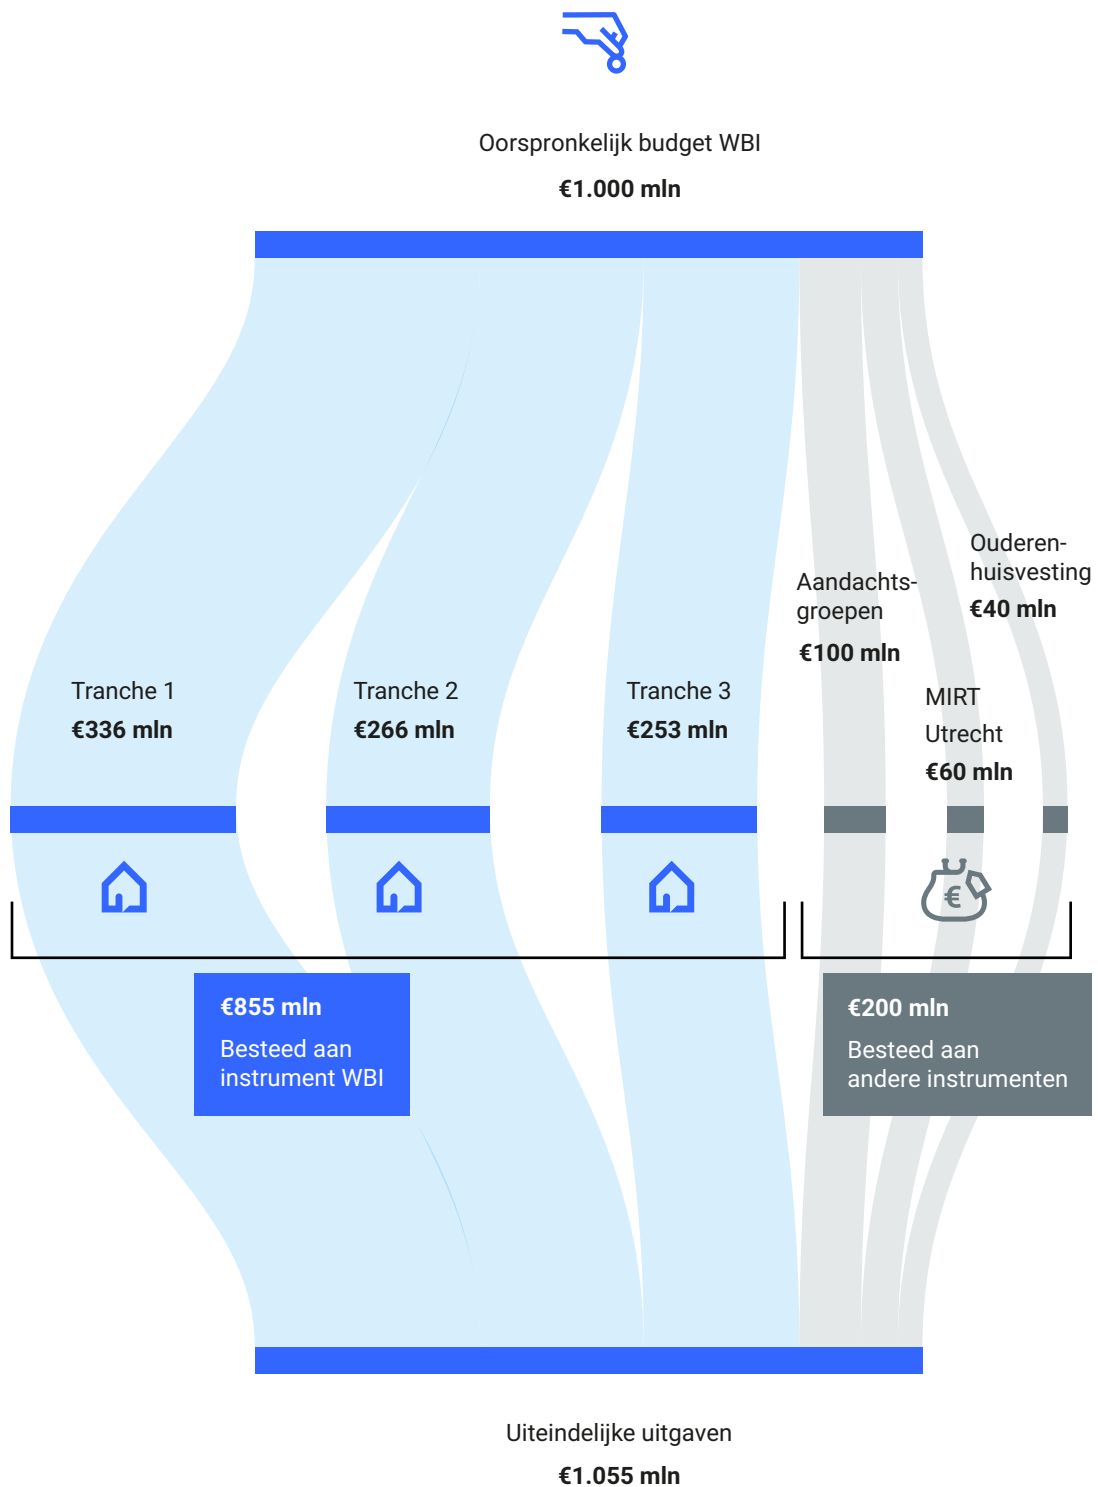 Oorspronkelijk budget WBI
€1.000 mln
Ouderen-
huisvesting
€40 mln
Aandachts-
groepen
€100 mln
Tranche 1
€336 mln
Tranche 2
€266 mln
Tranche 3
€253 mln
MIRT
Utrecht
€60 mln
€
€855 mln
Besteed aan
instrument WBI
€200 mln
Besteed aan
andere instrumenten
Uiteindelijke uitgaven
€1.055 mln